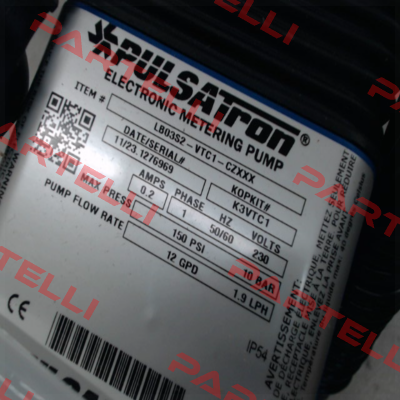 PULSAtron
ELECTRONIC METERING PUMP
ITEM #
LB03S2-VTC1-CZXXX
DATE/SERIAL# KOPKIT#
11/23.1276969 K3VTC1
AMPS PHASE HZ VOLTS
0.2 1 50/60 230
MAX PRESS 150 PSI 10 BAR
PUMP FLOW RATE 12 GPD 1.9 LPH
IP54
CE
AVERTISSEMENT:
PARTELLI
PARTELLI
PARTELLI
PARTELLI